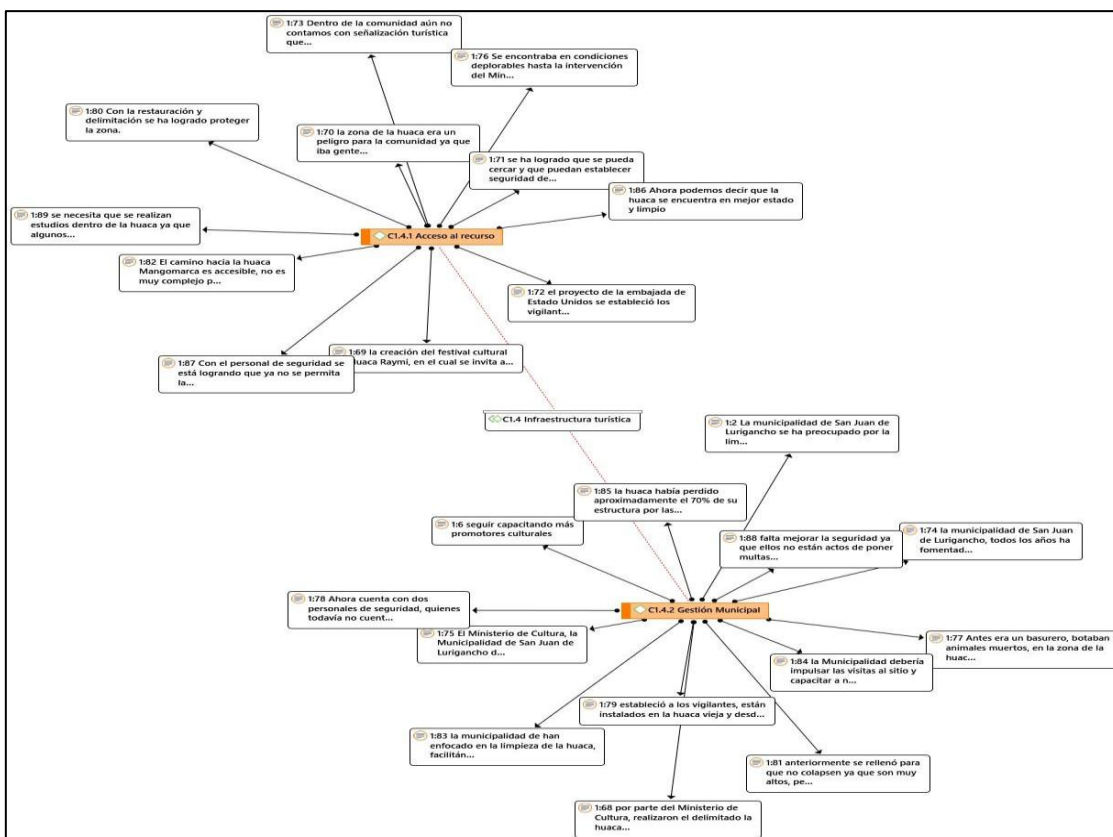 1:73 Dentro de la comunidad aún no
contamos con señalización turística
que...
1:76 Se encontraba en condiciones
deplorables hasta la intervención
del Min...
1:80 Con la restauración y
delimitación se ha logrado proteger
la zona.
1:70 la zona de la huaca era un
peligro para la comunidad ya que
iba gente...
1:71 se ha logrado que se pueda
cercar y que puedan establecer
seguridad de...
1:86 Ahora podemos decir que la
huaca se encuentra en mejor estado
y limpio
1:89 se necesita que se realizan
estudios dentro de la huaca ya que
algunos...
C1.4.1 Acceso al recurso
1:82 El camino hacia la huaca
Mangomarca es accesible, no es
muy complejo p...
1:72 el proyecto de la embajada de
Estado Unidos se estableció los
vigilant...
1:87 Con el personal de seguridad se
está logrando que ya no se permita
la...
1:69 la creación del festival cultural
Huaca Raymi, en el cual se invita a...
C1.4 Infraestructura turística
1:2 La municipalidad de San Juan de
Lurigancho se ha preocupado por la
lim...
1:85 la huaca había perdido
aproximadamente el 70% de su
estructura por las...
1:6 seguir capacitando más
promotores culturales
1:88 falta mejorar la seguridad ya
que ellos no están actos de poner
multas...
1:74 la municipalidad de San Juan
de Lurigancho, todos los años ha
fomentad...
1:78 Ahora cuenta con dos
personales de seguridad, quienes
todavía no cuent...
C1.4.2 Gestión Municipal
1:75 El Ministerio de Cultura, la
Municipalidad de San Juan de
Lurigancho d...
1:77 Antes era un basurero, botaban
animales muertos, en la zona de la
huac...
1:84 la Municipalidad debería
impulsar las visitas al sitio y
capacitar a n...
1:79 estableció a los vigilantes, están
instalados en la huaca vieja y desd...
1:83 la municipalidad de han
enfocado en la limpieza de la huaca,
facilitán...
1:81 anteriormente se rellenó para
que no colapsen ya que son muy
altos, pe...
1:68 por parte del Ministerio de
Cultura, realizaron el delimitado la
huaca...